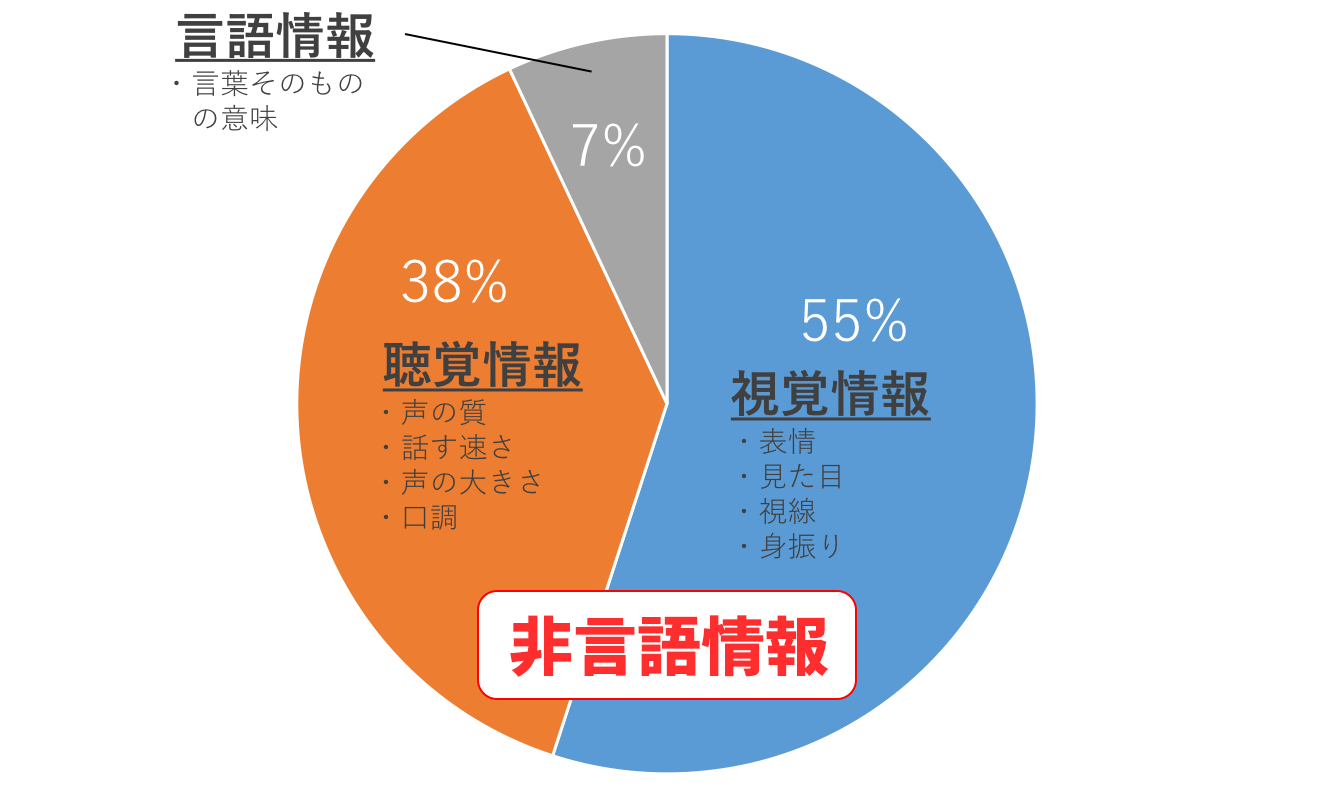 言語情報
・言葉そのもの
の意味
7%
38%
聴覚情報
・声の質
・話す速さ
・声の大きさ
・口調
55%
視覚情報
・表情
・見た目
・視線
・身振り
非言語情報